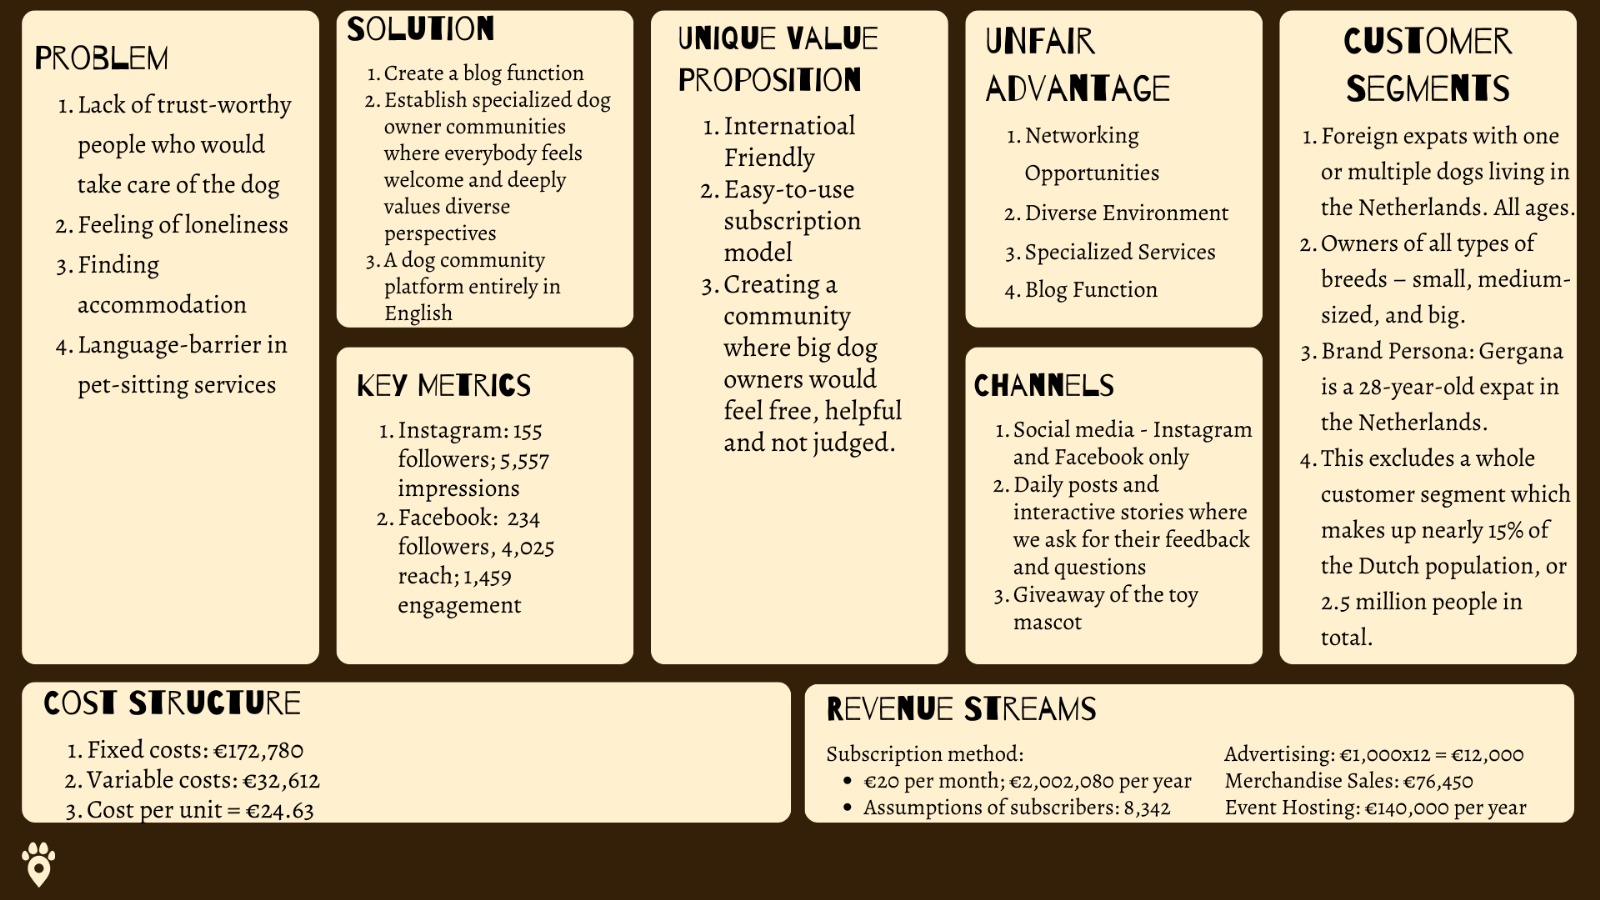 PROBLEM
1. Lack of trust-worthy
people who would
take care of the dog
2. Feeling of loneliness
3. Finding
accommodation
4. Language-barrier in
pet-sitting services
SOLUTION
1. Create a blog function
2. Establish specialized dog
owner communities
where everybody feels
welcome and deeply
values diverse
perspectives
3. A dog community
platform entirely in
English
KEY METRICS
1. Instagram: 155
followers; 5,557
impressions
2. Facebook: 234
followers, 4,025
reach; 1,459
engagement
UNIQUE VALUE
PROPOSITION
1. Internatioal
Friendly
2. Easy-to-use
subscription
model
3. Creating a
community
where big dog
owners would
feel free, helpful
and not judged.
UNFAIR
ADVANTAGE
1. Networking
Opportunities
2. Diverse Environment
3. Specialized Services
4. Blog Function
CHANNELS
1. Social media - Instagram
and Facebook only
2. Daily posts and
interactive stories where
we ask for their feedback
and questions
3. Giveaway of the toy
mascot
CUSTOMER
SEGMENTS
1. Foreign expats with one
or multiple dogs living in
the Netherlands. All ages.
2. Owners of all types of
breeds – small, medium-
sized, and big.
3. Brand Persona: Gergana
is a 28-year-old expat in
the Netherlands.
4. This excludes a whole
customer segment which
makes up nearly 15% of
the Dutch population, or
2.5 million people in
total.
COST STRUCTURE
1. Fixed costs: €172,780
2. Variable costs: €32,612
3. Cost per unit = €24.63
REVENUE STREAMS
Subscription method:
• €20 per month; €2,002,080 per year
• Assumptions of subscribers: 8,342
Advertising: €1,000x12 = €12,000
Merchandise Sales: €76,450
Event Hosting: €140,000 per year